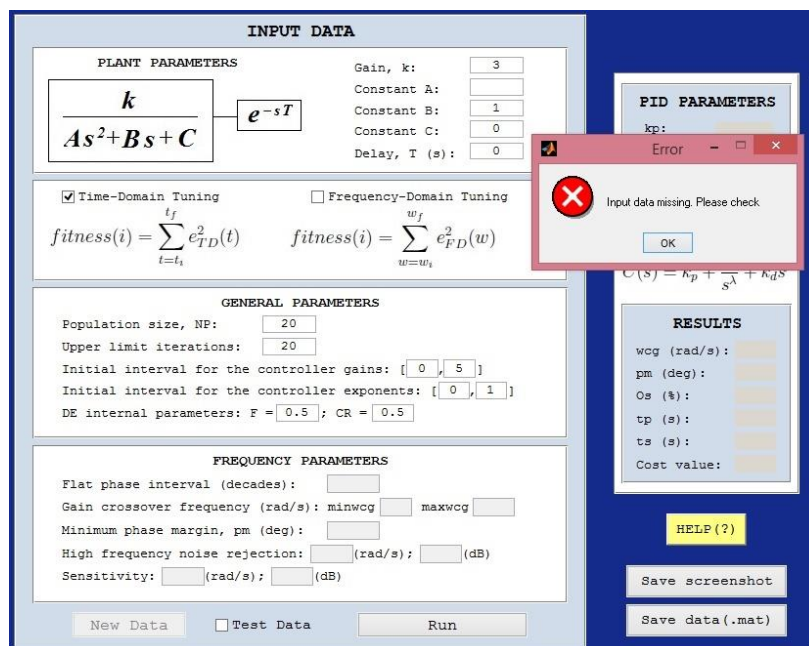 INPUT DATA
PLANT PARAMETERS
k
As²+Bs+C
e^-sT
Gain, k: 3
Constant A:
Constant B: 1
Constant C: 0
Delay, T (s): 0
Time-Domain Tuning
fitness(i) = ∑_{t=t_i}^{t_f} e²_{TD}(t)
Frequency-Domain Tuning
fitness(i) = ∑_{w=w_i}^{w_f} e²_{FD}(w)
GENERAL PARAMETERS
Population size, NP: 20
Upper limit iterations: 20
Initial interval for the controller gains: [ 0 , 5 ]
Initial interval for the controller exponents: [ 0 , 1 ]
DE internal parameters: F = 0.5 ; CR = 0.5
FREQUENCY PARAMETERS
Flat phase interval (decades):
Gain crossover frequency (rad/s): minwcg maxwcg
Minimum phase margin, pm (deg):
High frequency noise rejection: (rad/s); (dB)
Sensitivity: (rad/s); (dB)
New Data
Test Data
Run
PID PARAMETERS
kp:
Error
Input data missing. Please check
OK
RESULTS
wcg (rad/s):
pm (deg):
Os (%):
tp (s):
ts (s):
Cost value:
HELP(?)
Save screenshot
Save data(.mat)